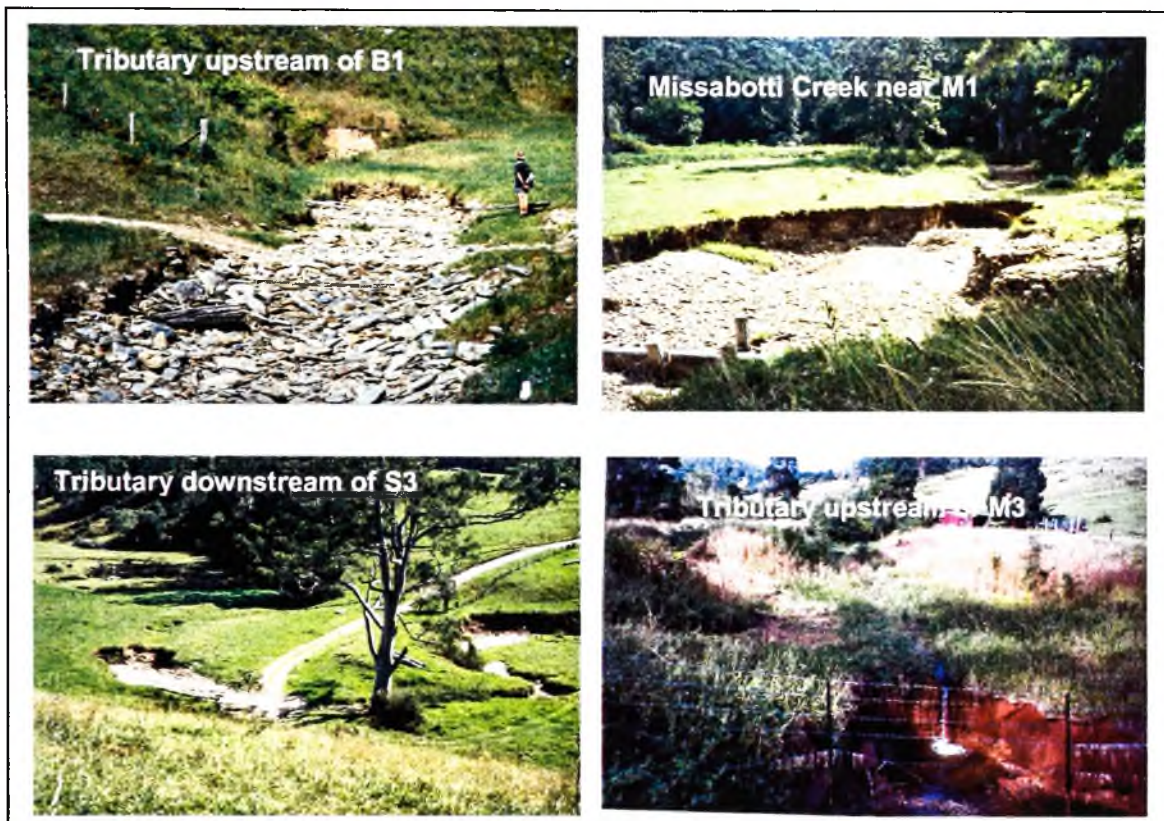 Tributary upstream of B1
Missabotti Creek near M1
Tributary downstream of S3
Tributary upstream M3